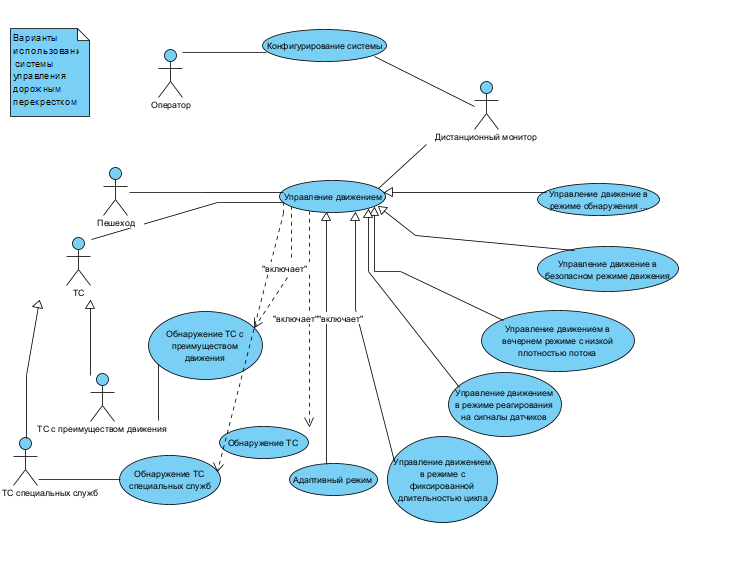 Варианты
использовани
системы
управления
дорожным
перекрестком
Конфигурирование системы
Оператор
Дистанционный монитор
Управление движением
Управление движение в
режиме обнаружения ...
Пешеход
Управление движение в
безопасном режиме движения
"включает"
ТС
"включает""включает"
Управление движением в
вечернем режиме с низкой
плотностью потока
Обнаружение ТС с
преимуществом
движения
Управление движением
в режиме реагирования
на сигналы датчиков
ТС с преимуществом движения
Обнаружение ТС
Управление движением
в режиме с
фиксированной
длительностью цикла
Обнаружение ТС
специальных служб
Адаптивный режим
ТС специальных служб